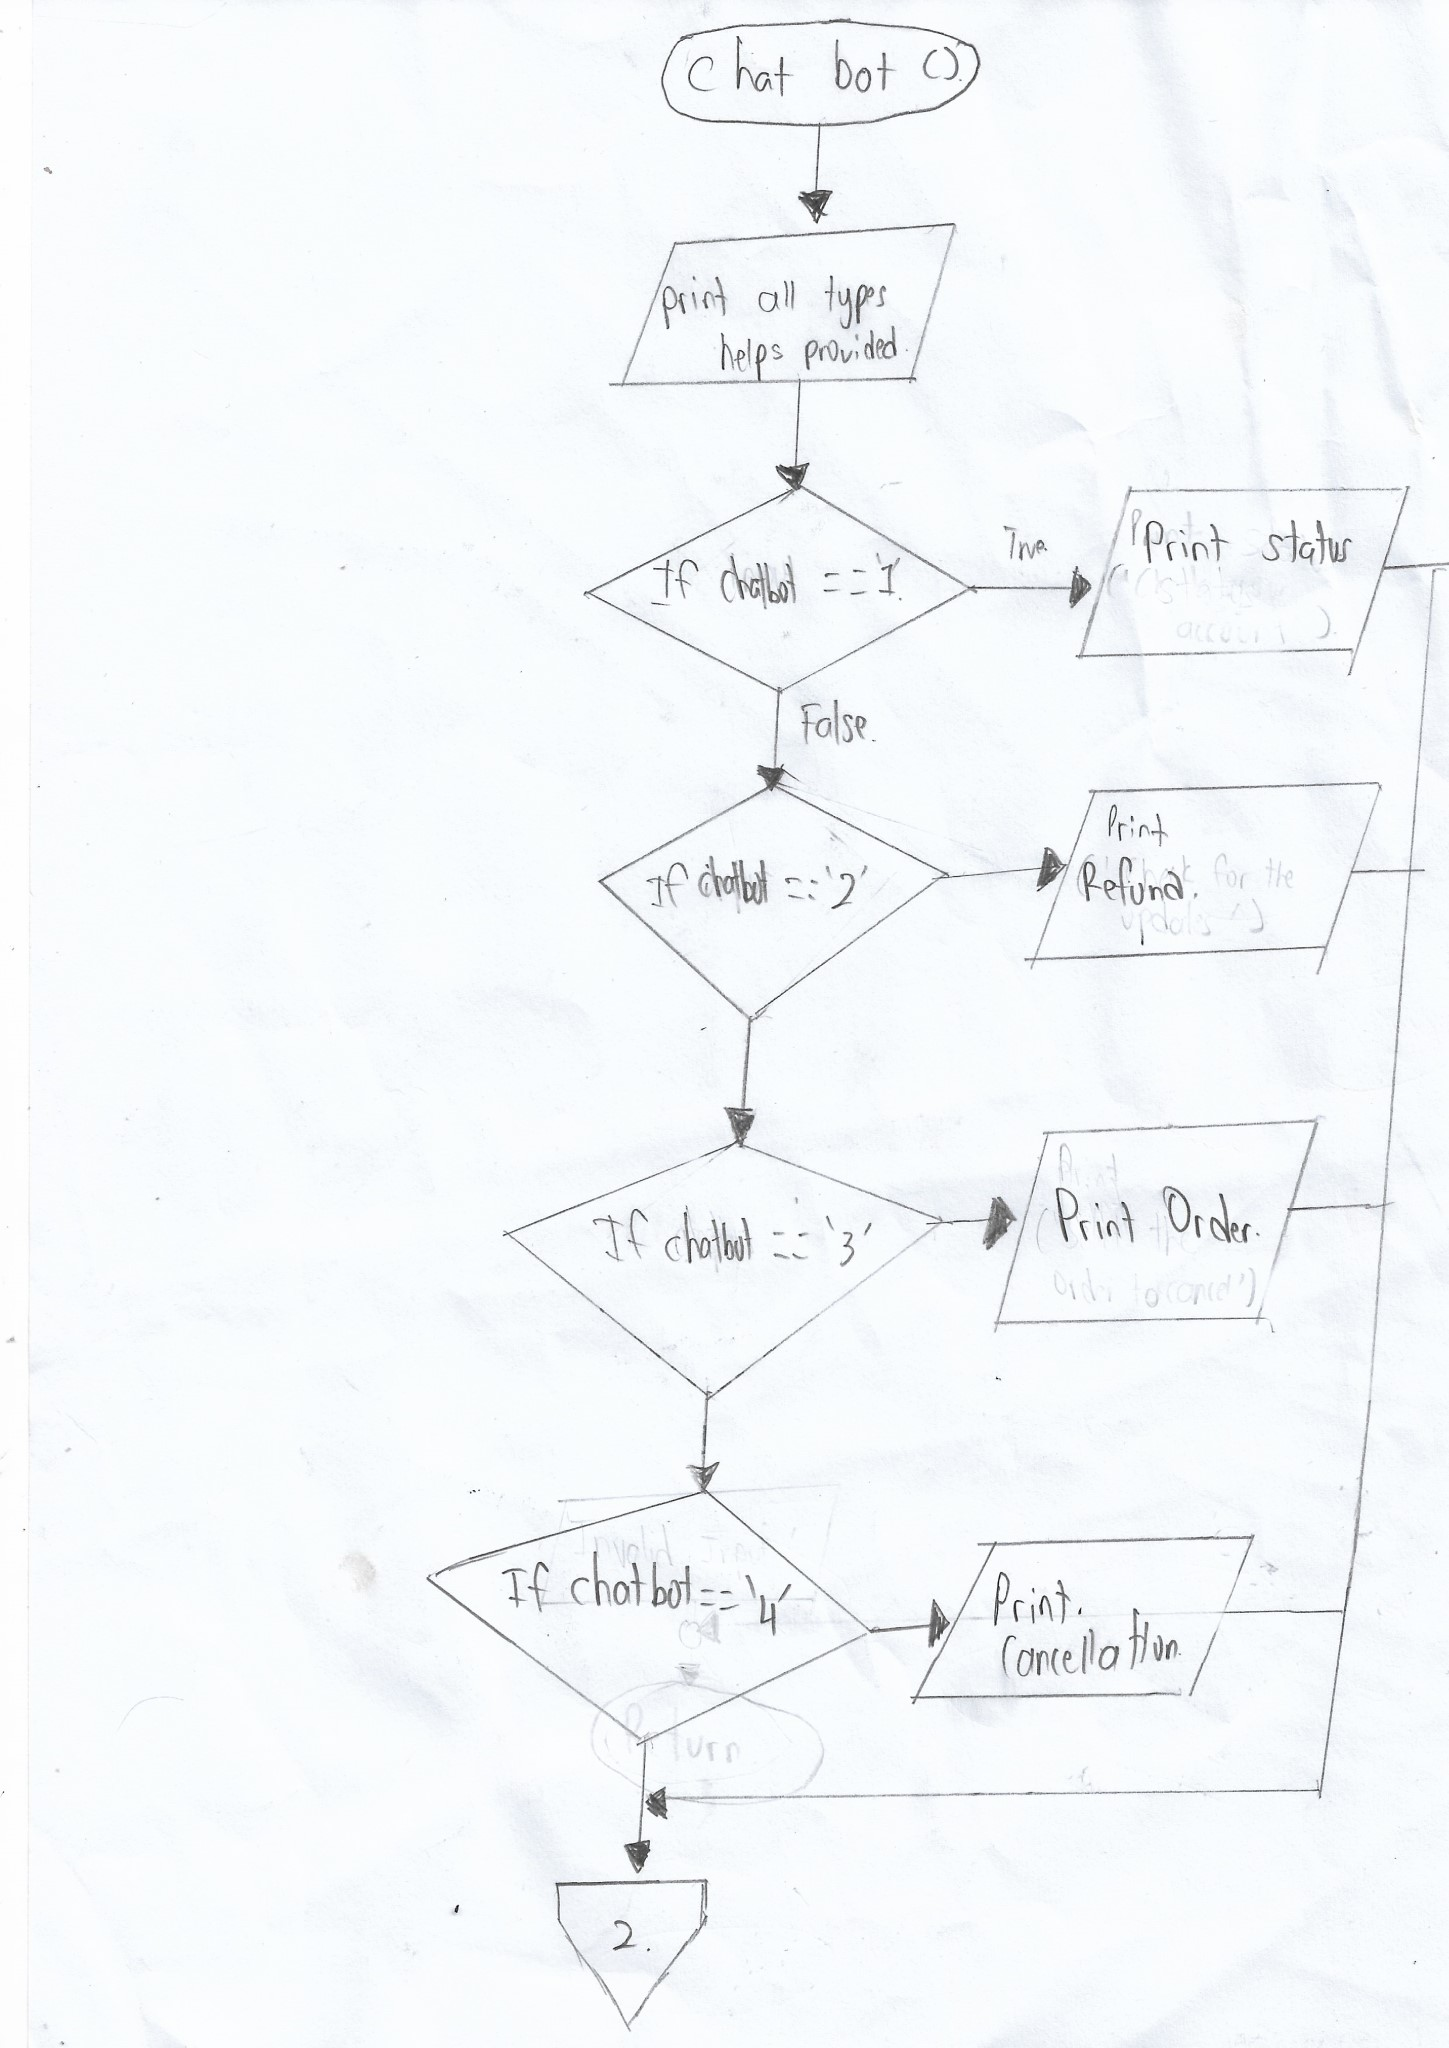 Chat bot ().
print all types
helps provided.
If chatbot == '1'.
True.
Print status
False.
If chatbot == '2'
Print
Refund.
If chatbot == '3'
Print Order.
If chatbot == '4'
Print.
Cancellation.
2.